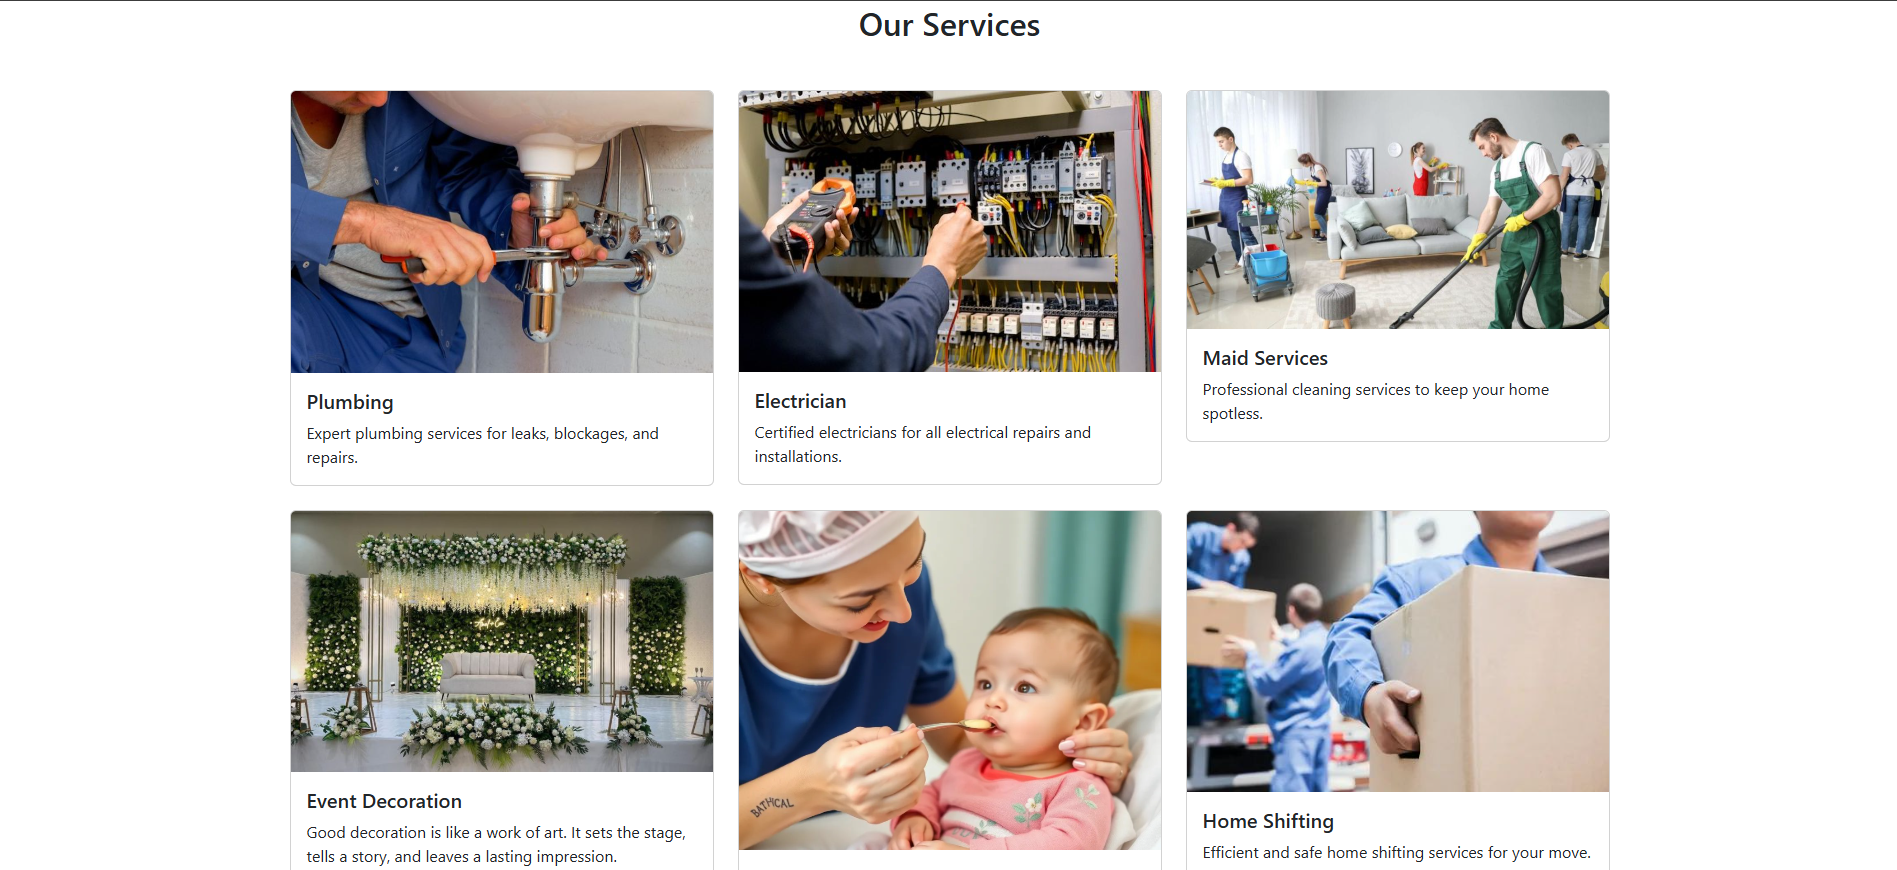 Our Services
Plumbing
Expert plumbing services for leaks, blockages, and
repairs.
Electrician
Certified electricians for all electrical repairs and
installations.
Maid Services
Professional cleaning services to keep your home
spotless.
Event Decoration
Good decoration is like a work of art. It sets the stage,
tells a story, and leaves a lasting impression.
BATHICAL
Home Shifting
Efficient and safe home shifting services for your move.